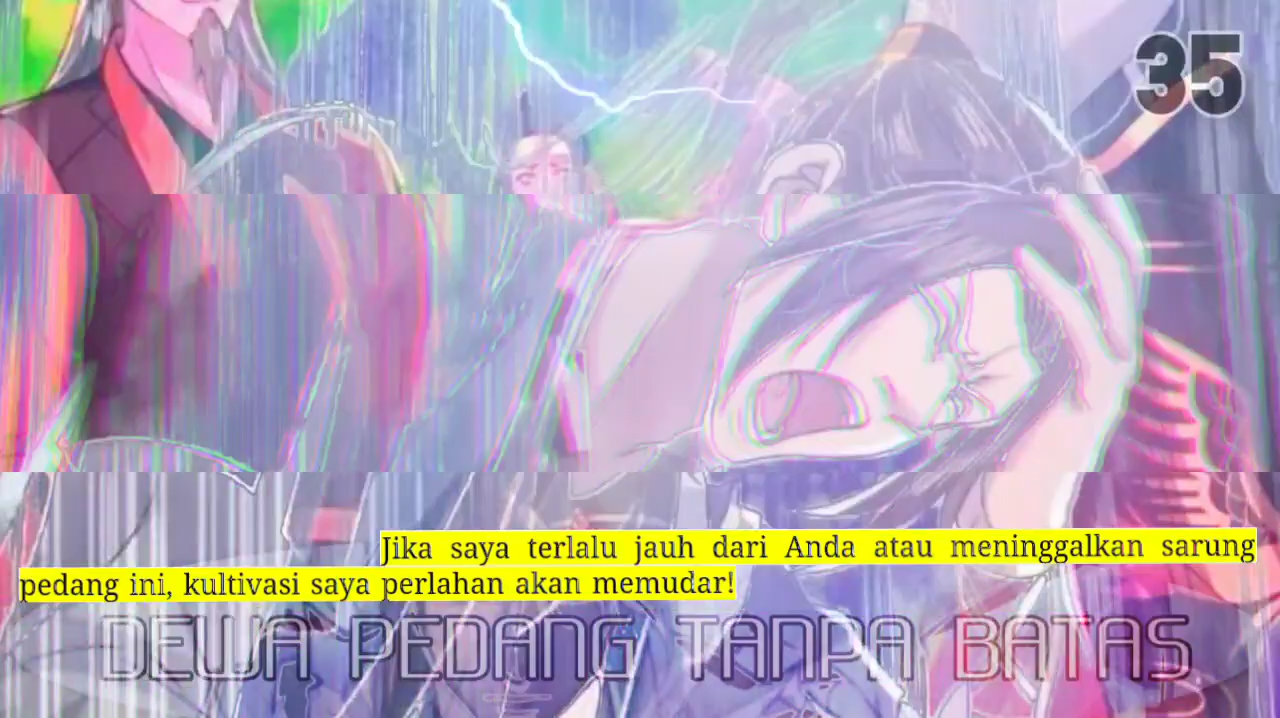 35
Jika saya terlalu jauh dari Anda atau meninggalkan sarung
pedang ini, kultivasi saya perlahan akan memudar!
DEWA PEDANG TANPA BATAS